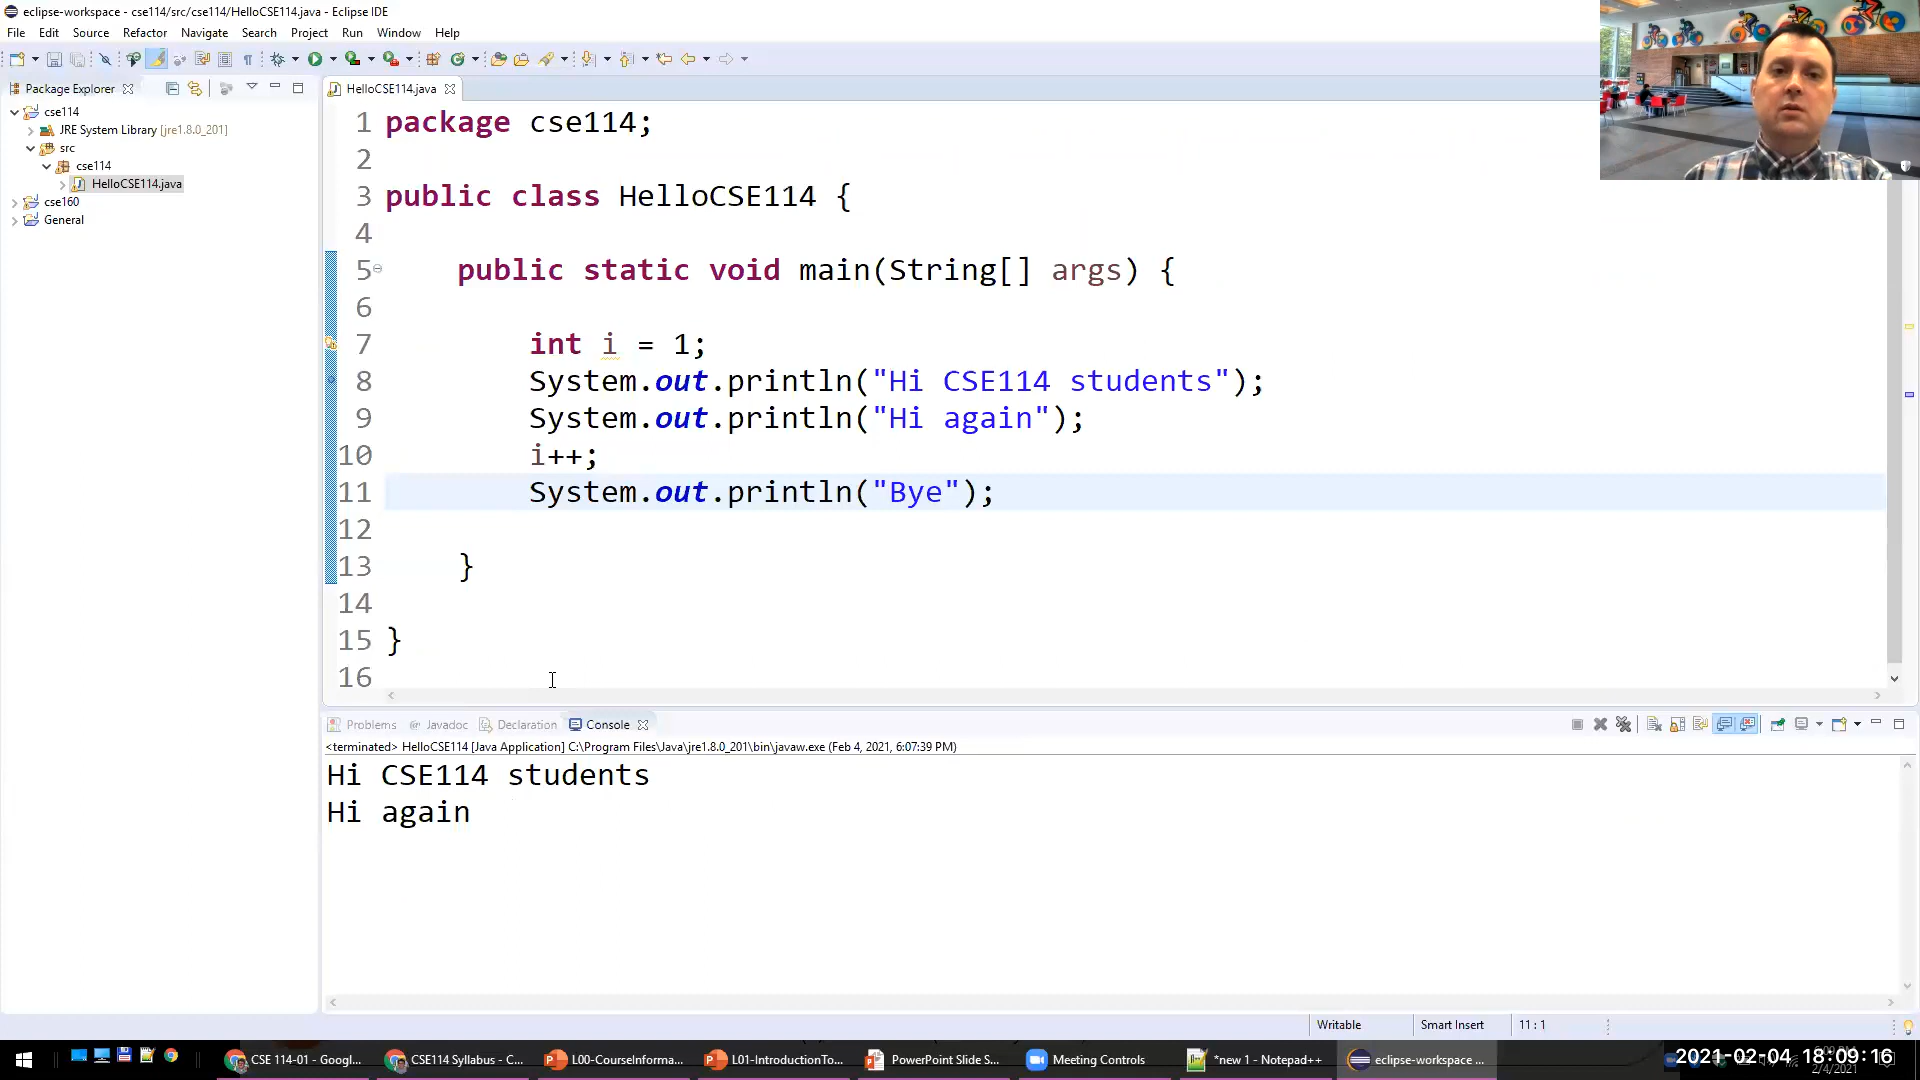 eclipse-workspace - cse114/src/cse114/HelloCSE114.java - Eclipse IDE
File Edit Source Refactor Navigate Search Project Run Window Help
Package Explorer
HelloCSE114.java
cse114
JRE System Library [jre1.8.0_201]
src
cse114
HelloCSE114.java
cse160
General
1 package cse114;
2
3 public class HelloCSE114 {
4
5 public static void main(String[] args) {
6
7 int i = 1;
8 System.out.println("Hi CSE114 students");
9 System.out.println("Hi again");
10 i++;
11 System.out.println("Bye");
12
13 }
14
15 }
16
Problems @ Javadoc Declaration Console
<terminated> HelloCSE114 [Java Application] C:\Program Files\Java\jre1.8.0_201\bin\javaw.exe (Feb 4, 2021, 6:07:39 PM)
Hi CSE114 students
Hi again
Writable Smart Insert 11 : 1
CSE 114-01 - Googl... CSE114 Syllabus - C... L00-CourseInforma... L01-IntroductionTo... PowerPoint Slide S... Meeting Controls *new 1 - Notepad++ eclipse-workspace ...
2021-02-04 18:09:16
2/4/2021